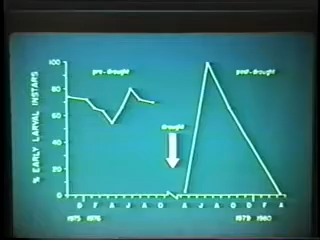 100
pre-drought
post-drought
80
60
drought
40
20
0
% EARLY LARVAL INSTARS
D F A J A O A J A O D F A
1975 1976
1979 1980